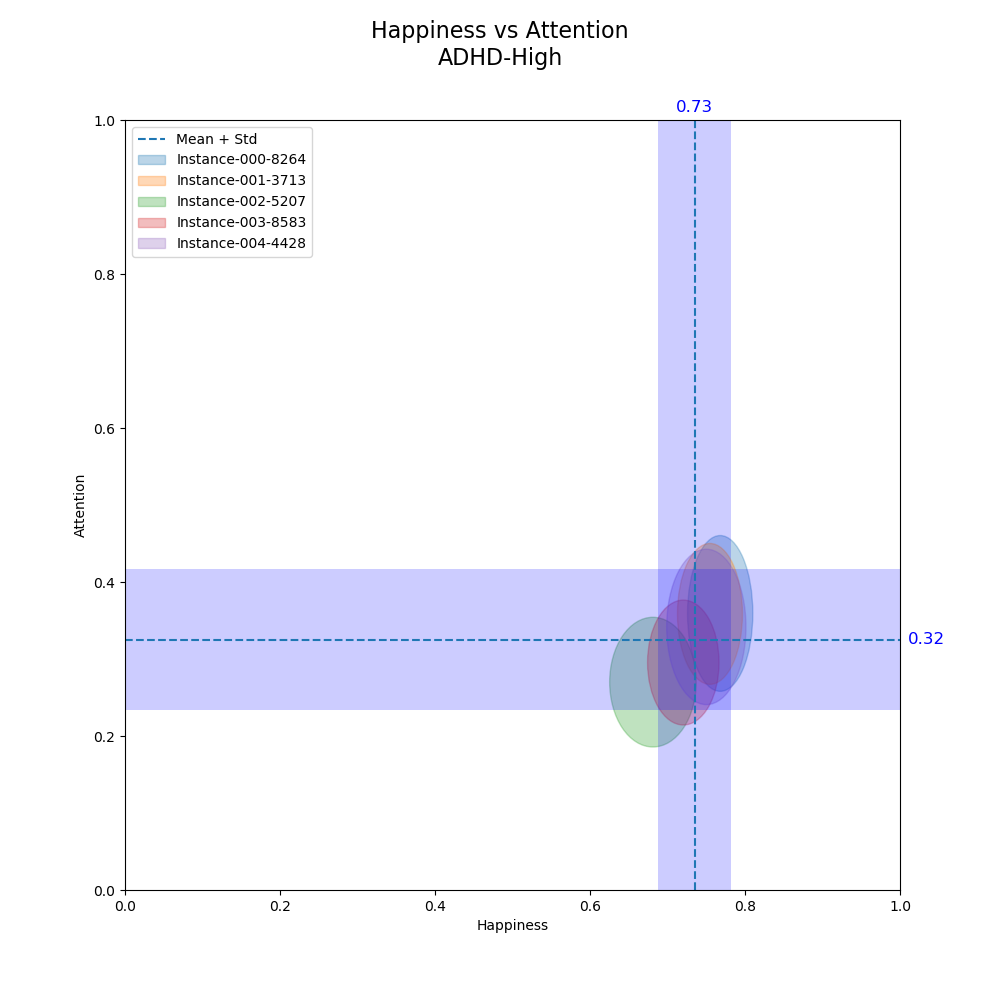 Happiness vs Attention
ADHD-High
0.73
1.0
Mean + Std
Instance-000-8264
Instance-001-3713
Instance-002-5207
Instance-003-8583
Instance-004-4428
0.8
0.6
Attention
0.4
0.32
0.2
0.0
0.0 0.2 0.4 0.6 0.8 1.0
Happiness